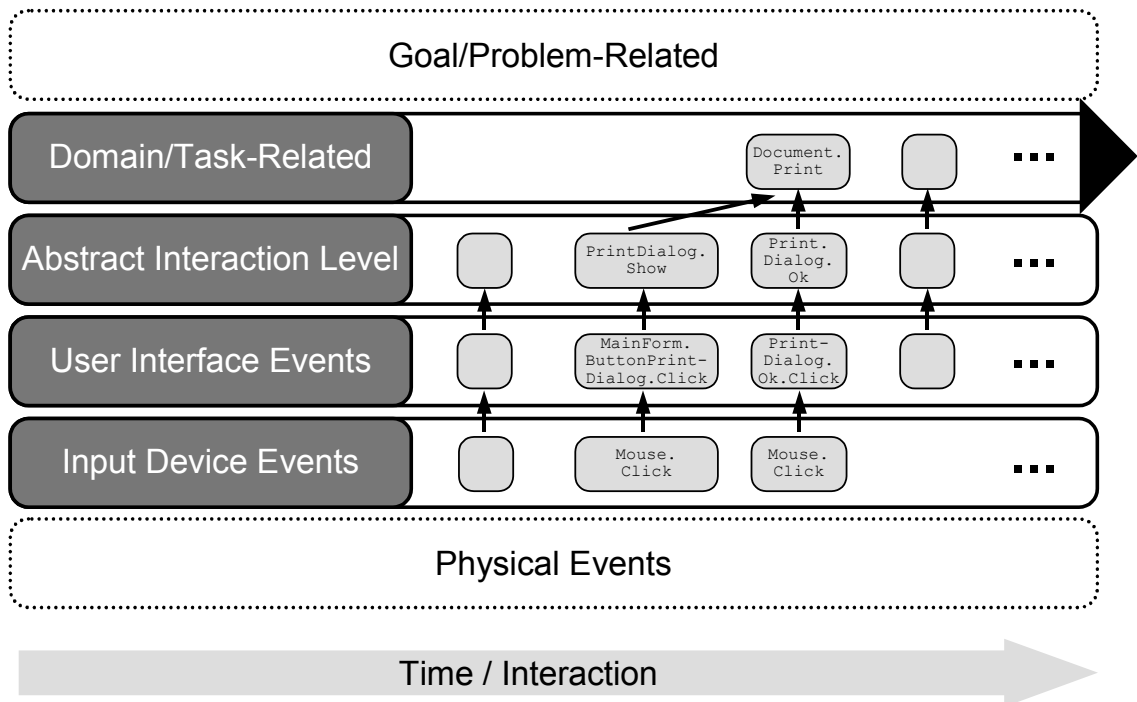 Goal/Problem-Related
Domain/Task-Related
Document.
Print
Abstract Interaction Level
PrintDialog.
Show
Print.
Dialog.
Ok
User Interface Events
MainForm.
ButtonPrint-
Dialog.Click
Print-
Dialog.
Ok.Click
Input Device Events
Mouse.
Click
Mouse.
Click
Physical Events
Time / Interaction